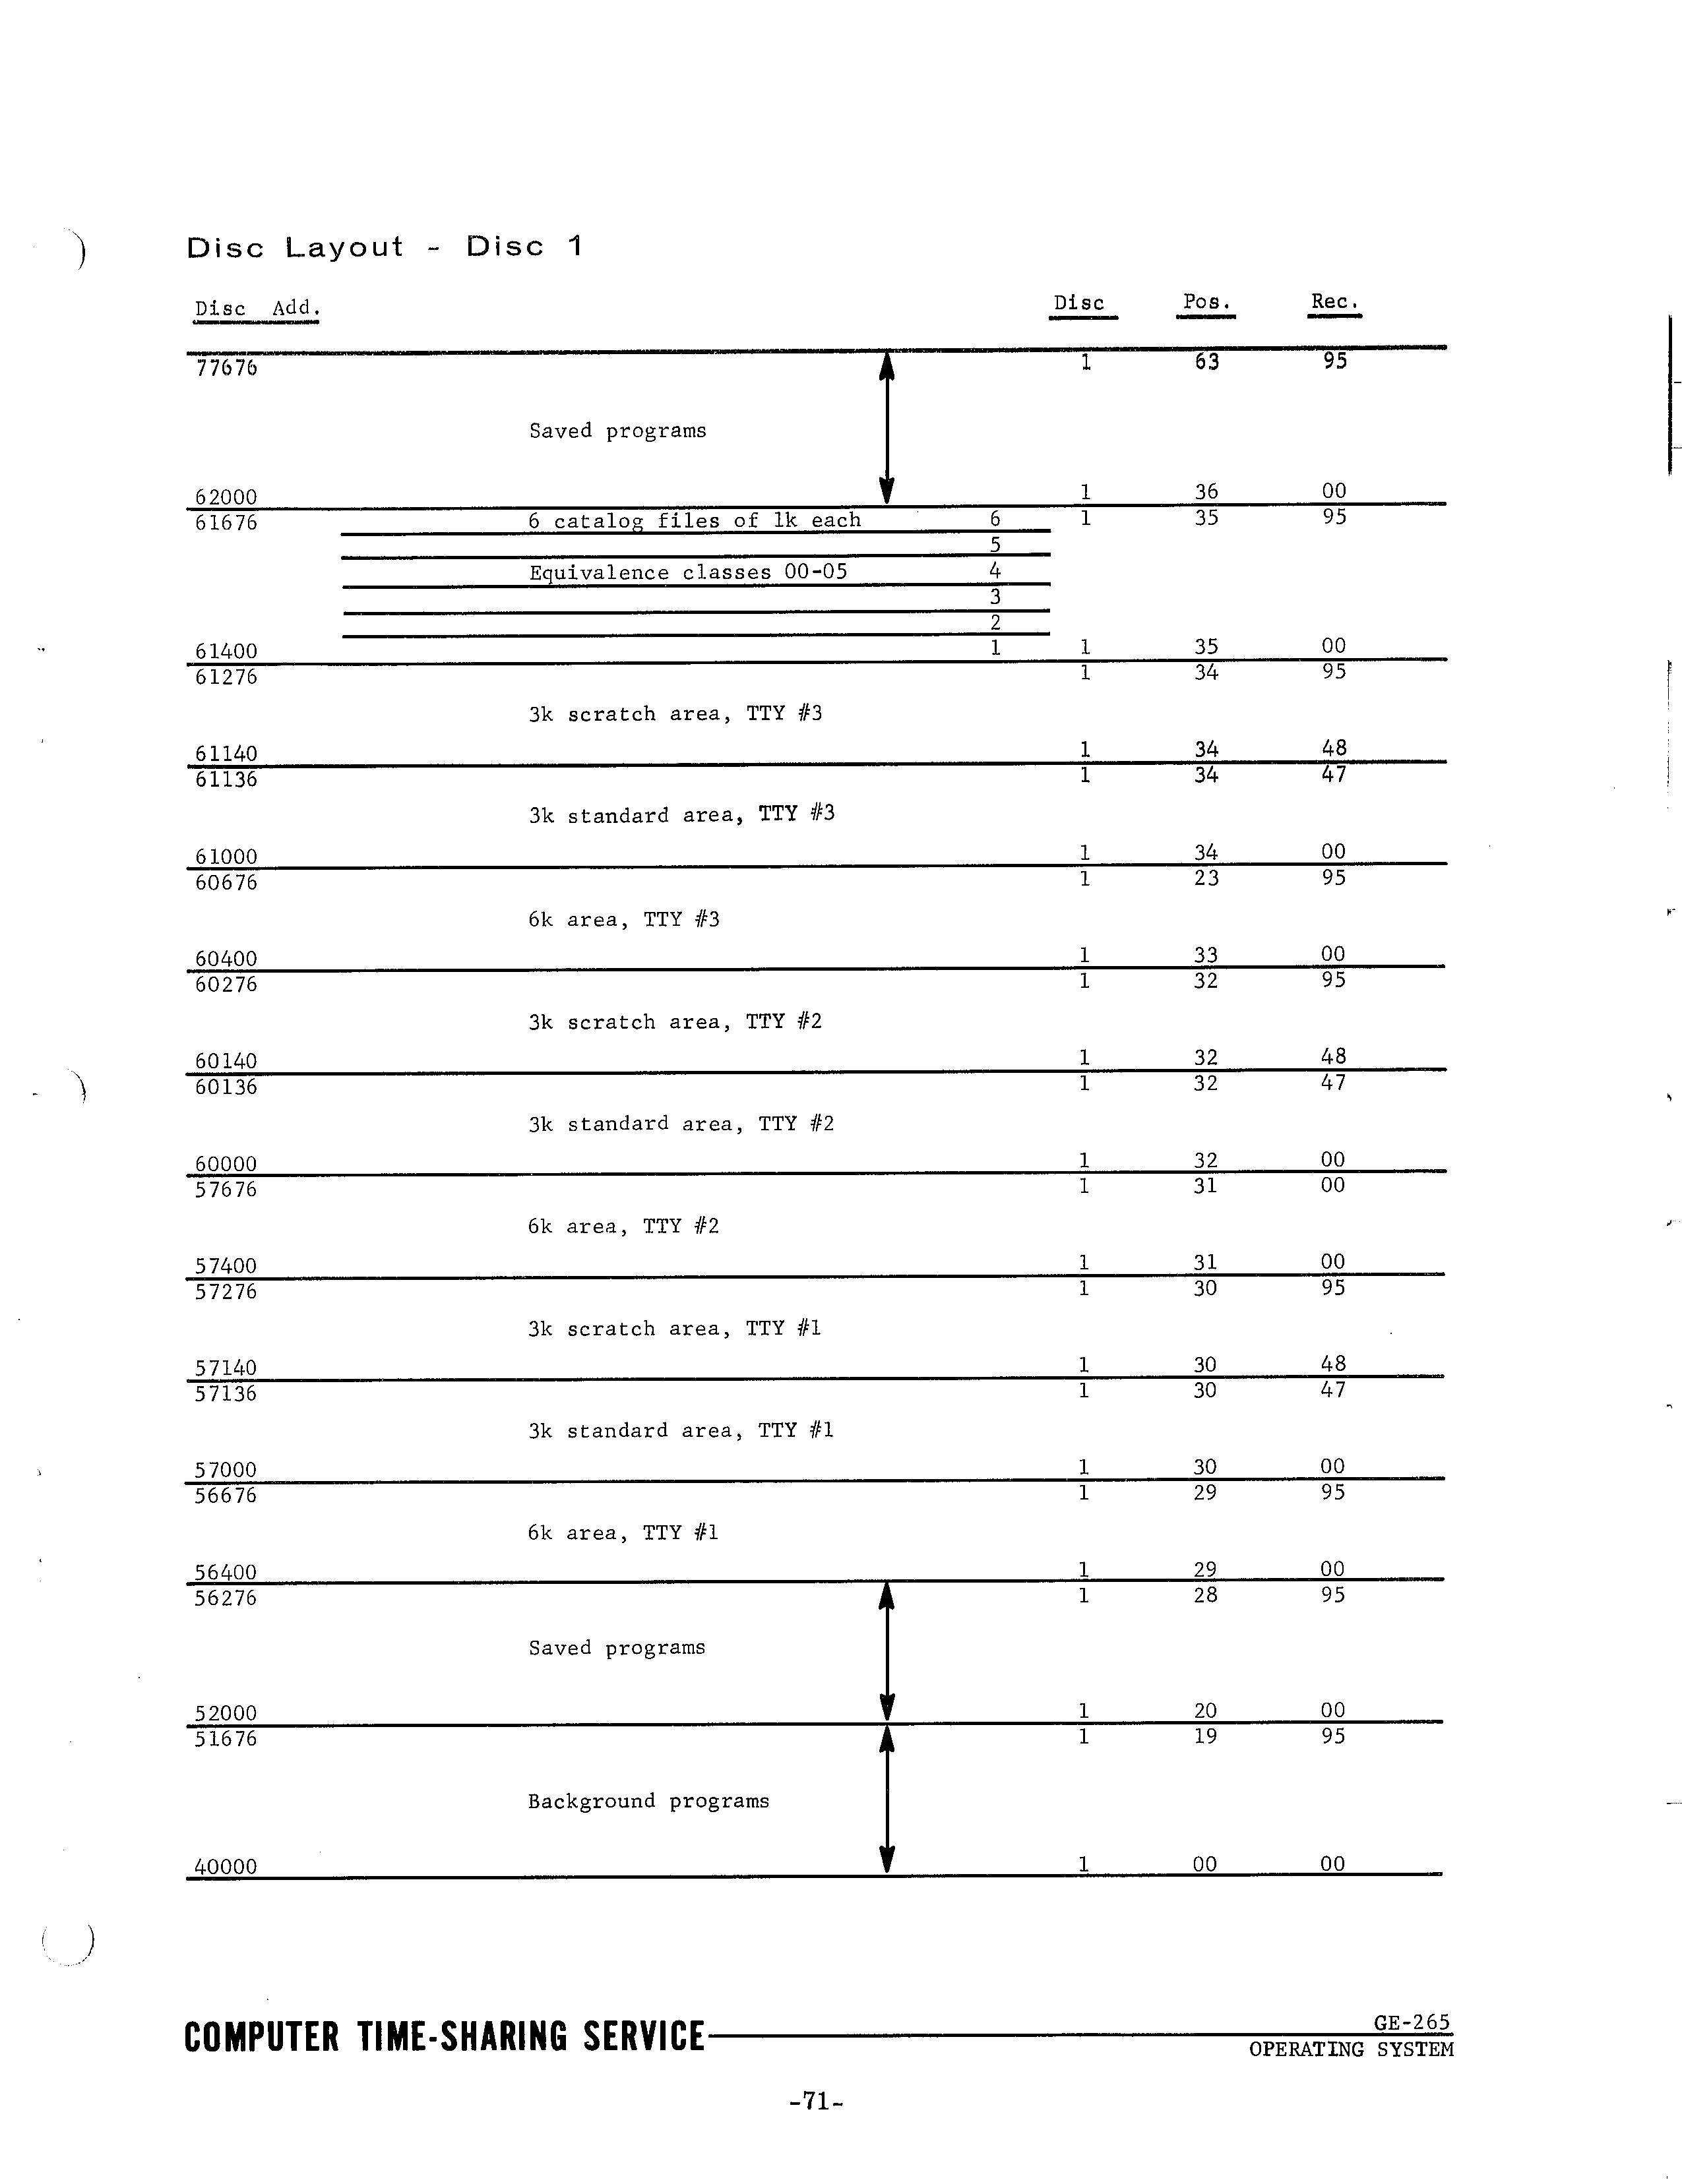 Disc Layout - Disc 1
Disc Add. Disc Pos. Rec.
77676 1 63 95
Saved programs
62000 1 36 00
61676 6 catalog files of 1k each 6 1 35 95
5
Equivalence classes 00-05 4
3
2
61400 1 1 35 00
61276 1 34 95
3k scratch area, TTY #3
61140 1 34 48
61136 1 34 47
3k standard area, TTY #3
61000 1 34 00
60676 1 23 95
6k area, TTY #3
60400 1 33 00
60276 1 32 95
3k scratch area, TTY #2
60140 1 32 48
60136 1 32 47
3k standard area, TTY #2
60000 1 32 00
57676 1 31 00
6k area, TTY #2
57400 1 31 00
57276 1 30 95
3k scratch area, TTY #1
57140 1 30 48
57136 1 30 47
3k standard area, TTY #1
57000 1 30 00
56676 1 29 95
6k area, TTY #1
56400 1 29 00
56276 1 28 95
Saved programs
52000 1 20 00
51676 1 19 95
Background programs
40000 1 00 00
COMPUTER TIME-SHARING SERVICE GE-265
OPERATING SYSTEM
-71-